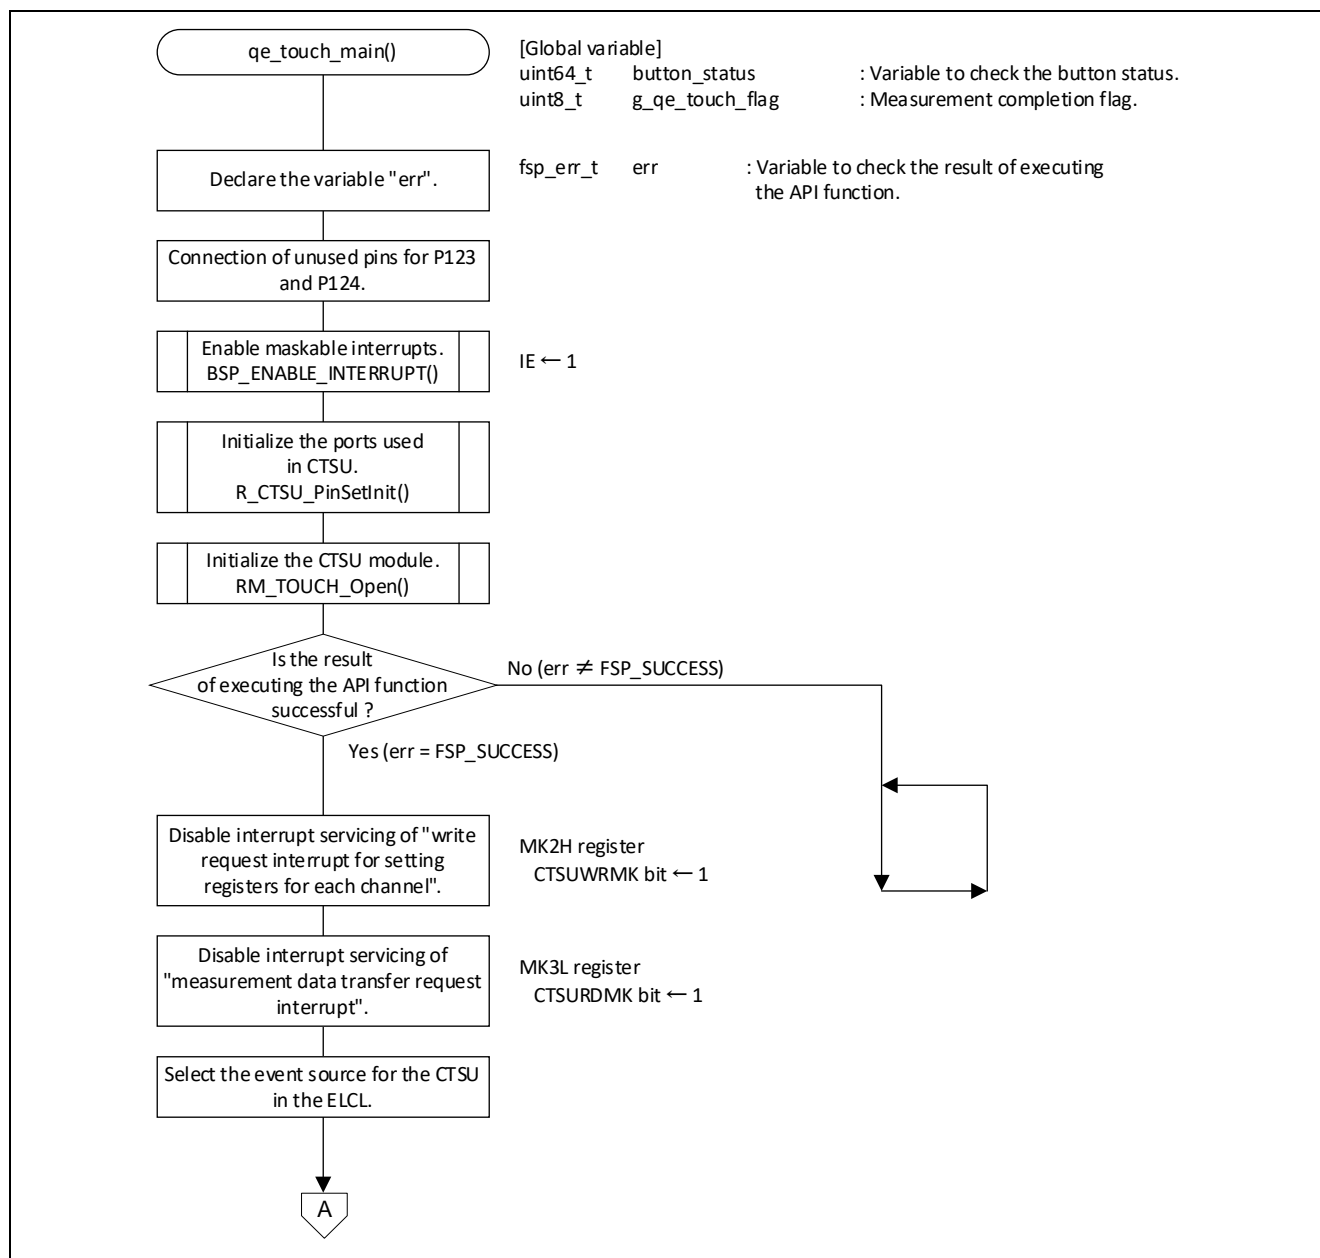 qe_touch_main()
[Global variable]
uint64_t button_status : Variable to check the button status.
uint8_t g_qe_touch_flag : Measurement completion flag.
Declare the variable "err".
fsp_err_t err : Variable to check the result of executing
the API function.
Connection of unused pins for P123
and P124.
Enable maskable interrupts.
BSP_ENABLE_INTERRUPT()
IE ← 1
Initialize the ports used
in CTSU.
R_CTSU_PinSetInit()
Initialize the CTSU module.
RM_TOUCH_Open()
Is the result
of executing the API function
successful ?
No (err ≠ FSP_SUCCESS)
Yes (err = FSP_SUCCESS)
Disable interrupt servicing of "write
request interrupt for setting
registers for each channel".
MK2H register
CTSUWRMK bit ← 1
Disable interrupt servicing of
"measurement data transfer request
interrupt".
MK3L register
CTSURDMK bit ← 1
Select the event source for the CTSU
in the ELCL.
A